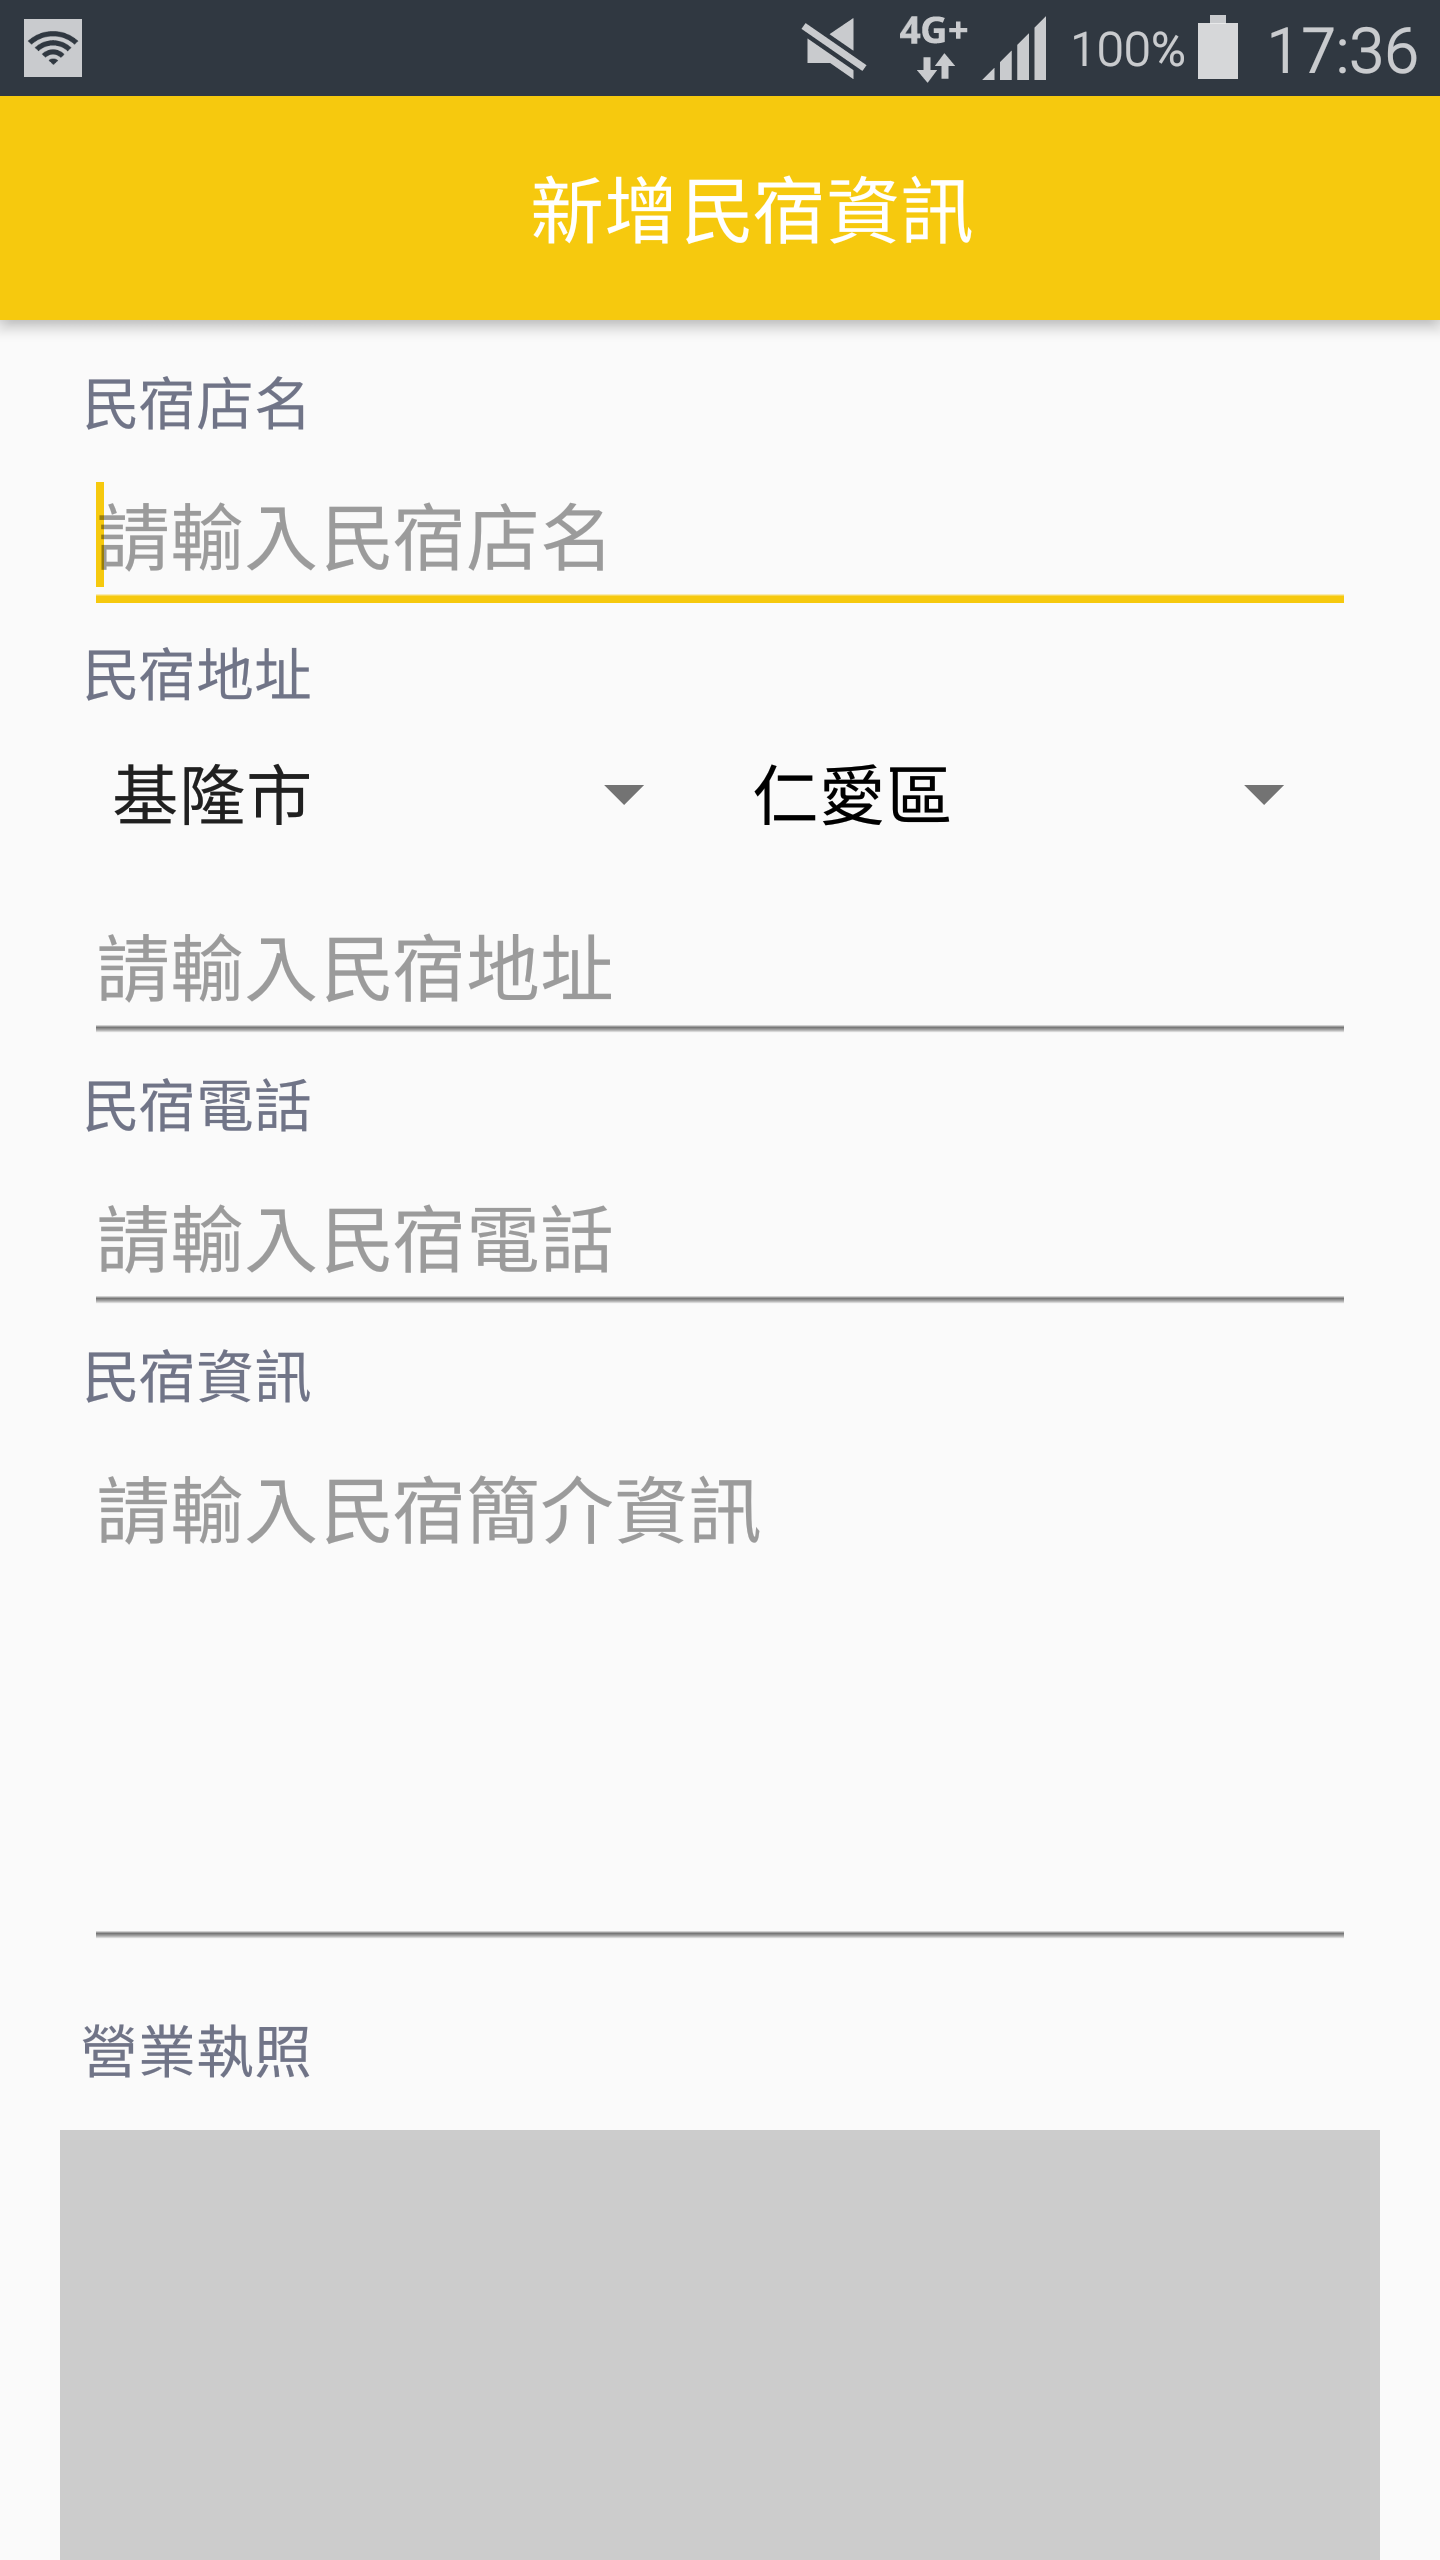 4G+ 100% 17:36
新增民宿資訊
民宿店名
請輸入民宿店名
民宿地址
基隆市 仁愛區
請輸入民宿地址
民宿電話
請輸入民宿電話
民宿資訊
請輸入民宿簡介資訊
營業執照